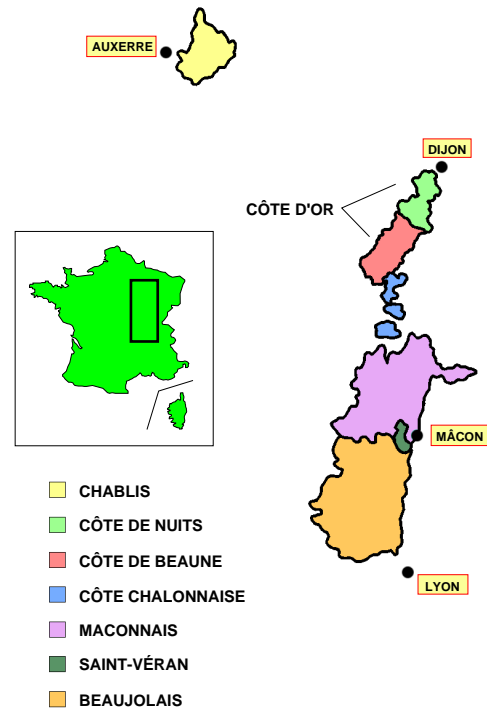 AUXERRE
DIJON
CÔTE D'OR
MÂCON
CHABLIS
CÔTE DE NUITS
CÔTE DE BEAUNE
LYON
CÔTE CHALONNAISE
MACONNAIS
SAINT-VÉRAN
BEAUJOLAIS